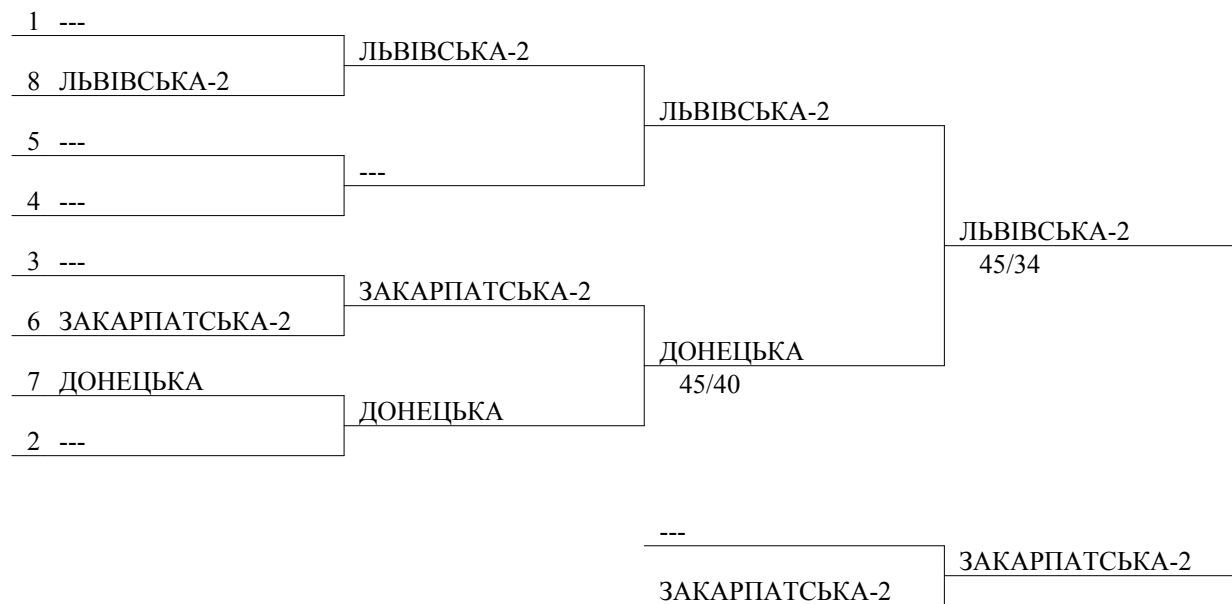 1 ---
ЛЬВІВСЬКА-2
8 ЛЬВІВСЬКА-2
ЛЬВІВСЬКА-2
5 ---
---
4 ---
ЛЬВІВСЬКА-2
45/34
3 ---
ЗАКАРПАТСЬКА-2
6 ЗАКАРПАТСЬКА-2
ДОНЕЦЬКА
45/40
7 ДОНЕЦЬКА
ДОНЕЦЬКА
2 ---
---
ЗАКАРПАТСЬКА-2
ЗАКАРПАТСЬКА-2